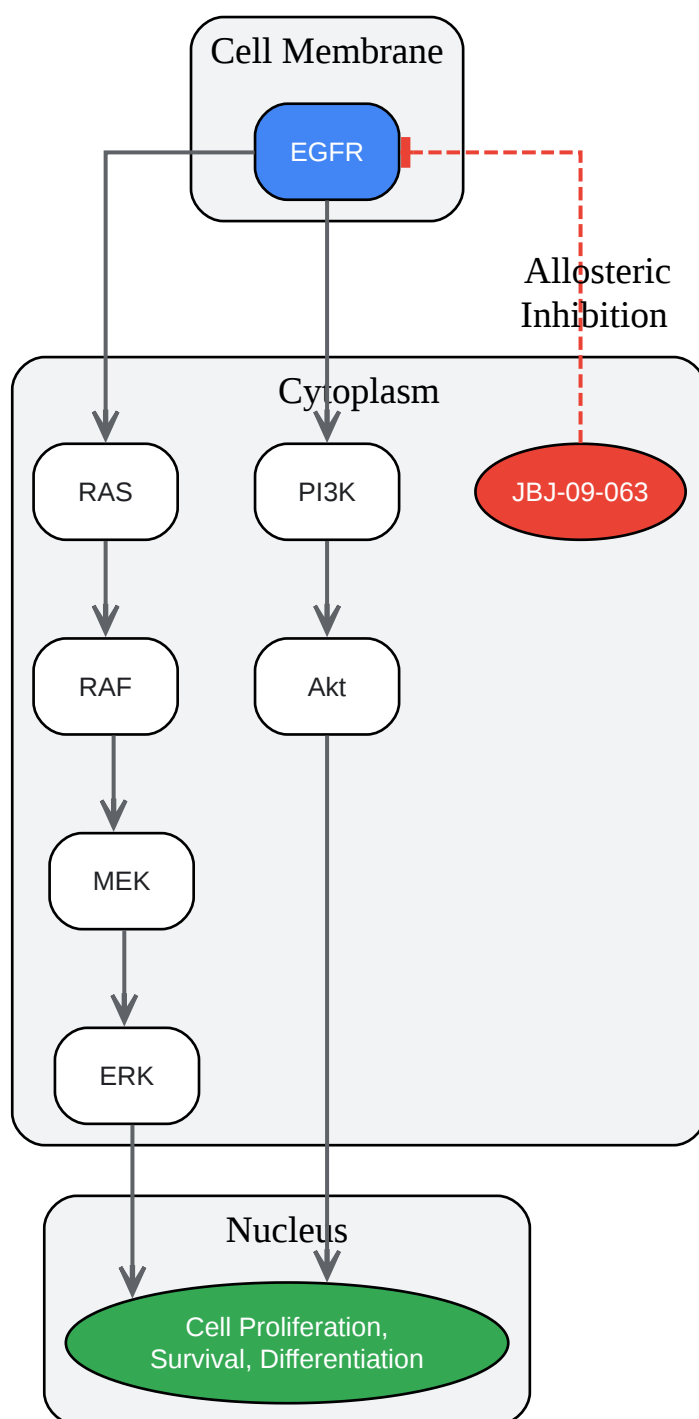 Cell Membrane
EGFR
Allosteric
Inhibition
Cytoplasm
RAS
PI3K
JBJ-09-063
RAF
Akt
MEK
ERK
Nucleus
Cell Proliferation,
Survival, Differentiation